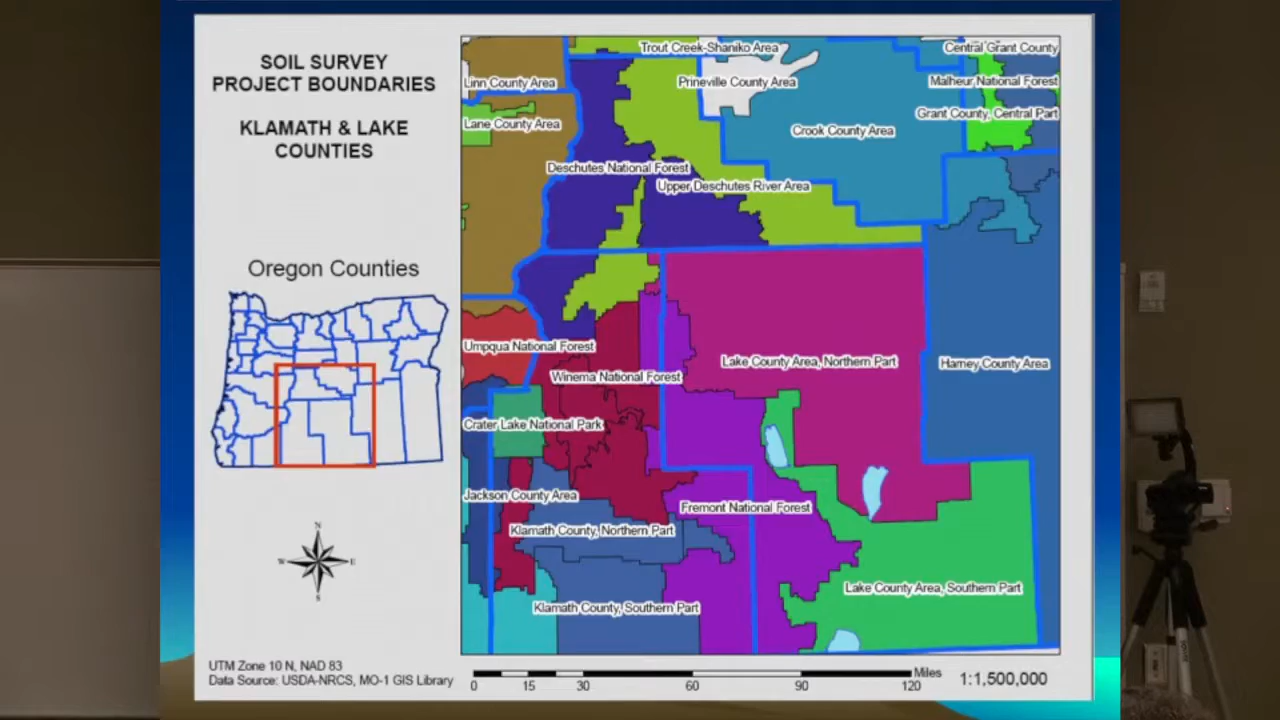 SOIL SURVEY
PROJECT BOUNDARIES
KLAMATH & LAKE
COUNTIES
Oregon Counties
N
W
E
S
UTM Zone 10 N, NAD 83
Data Source: USDA-NRCS, MO-1 GIS Library
Trout Creek-Shaniko Area
Central Grant County
Linn County Area
Prineville County Area
Malheur National Forest
Grant County, Central Part
Lane County Area
Crook County Area
Deschutes National Forest
Upper Deschutes River Area
Umpqua National Forest
Lake County Area, Northern Part
Harney County Area
Winema National Forest
Crater Lake National Park
Jackson County Area
Fremont National Forest
Klamath County, Northern Part
Lake County Area, Southern Part
Klamath County, Southern Part
0 15 30 60 90 120 Miles
1:1,500,000